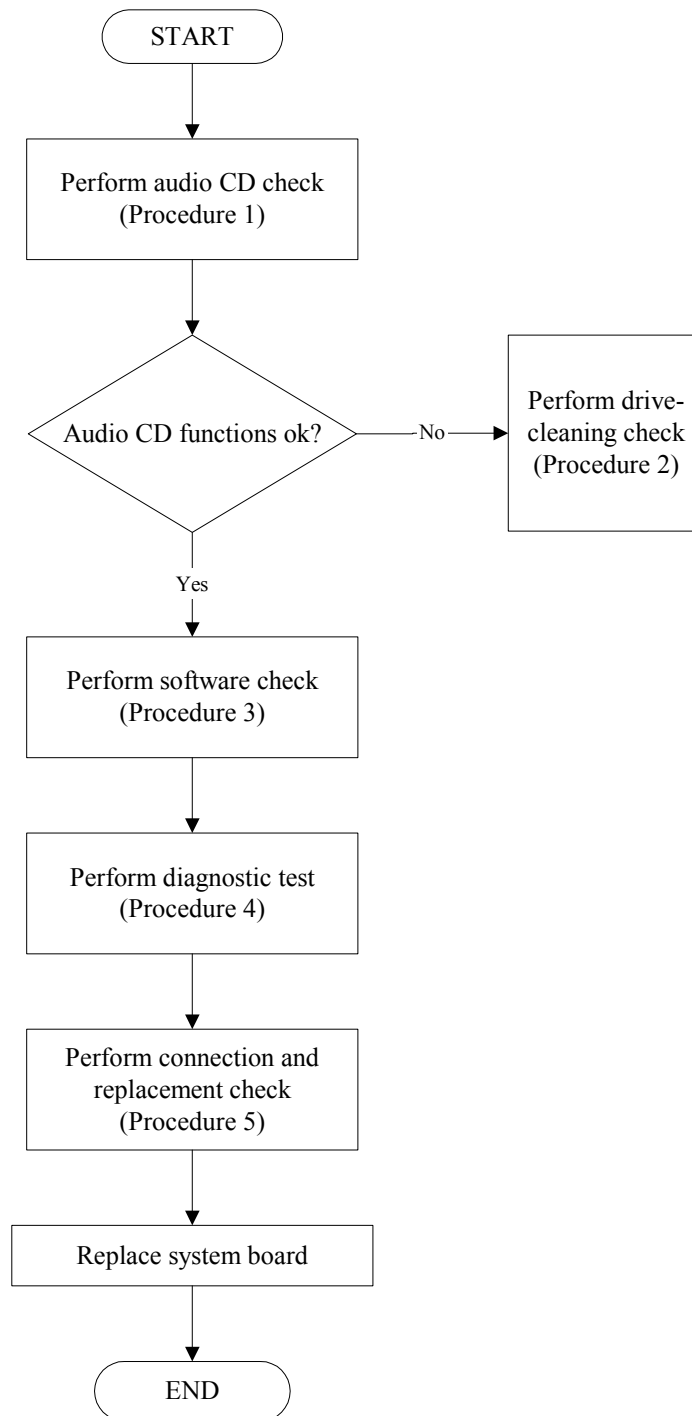 START
Perform audio CD check
(Procedure 1)
Audio CD functions ok?
No
Perform drive-
cleaning check
(Procedure 2)
Yes
Perform software check
(Procedure 3)
Perform diagnostic test
(Procedure 4)
Perform connection and
replacement check
(Procedure 5)
Replace system board
END